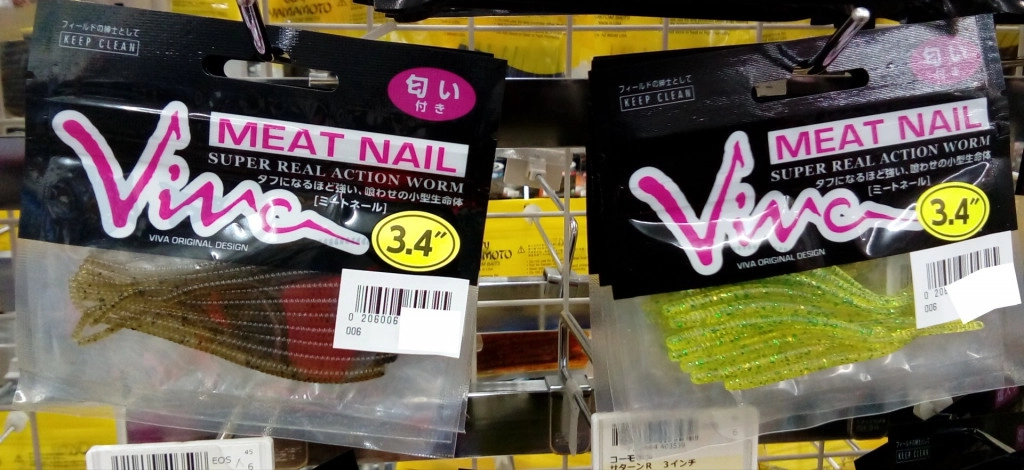 フィールドの紳士として
KEEP CLEAN
匂い
付き
Viva
MEAT NAIL
SUPER REAL ACTION WORM
タフになるほど強い、喰わせの小型生命体
[ミートネール]
VIVA ORIGINAL DESIGN
3.4"
0 206006
006
フィールドの紳士として
KEEP CLEAN
匂い
付き
Viva
MEAT NAIL
SUPER REAL ACTION WORM
タフになるほど強い、喰わせの小型生命体
[ミートネール]
VIVA ORIGINAL DESIGN
3.4"
0 206
006
EOS
コーモ
サターンR 3インチ